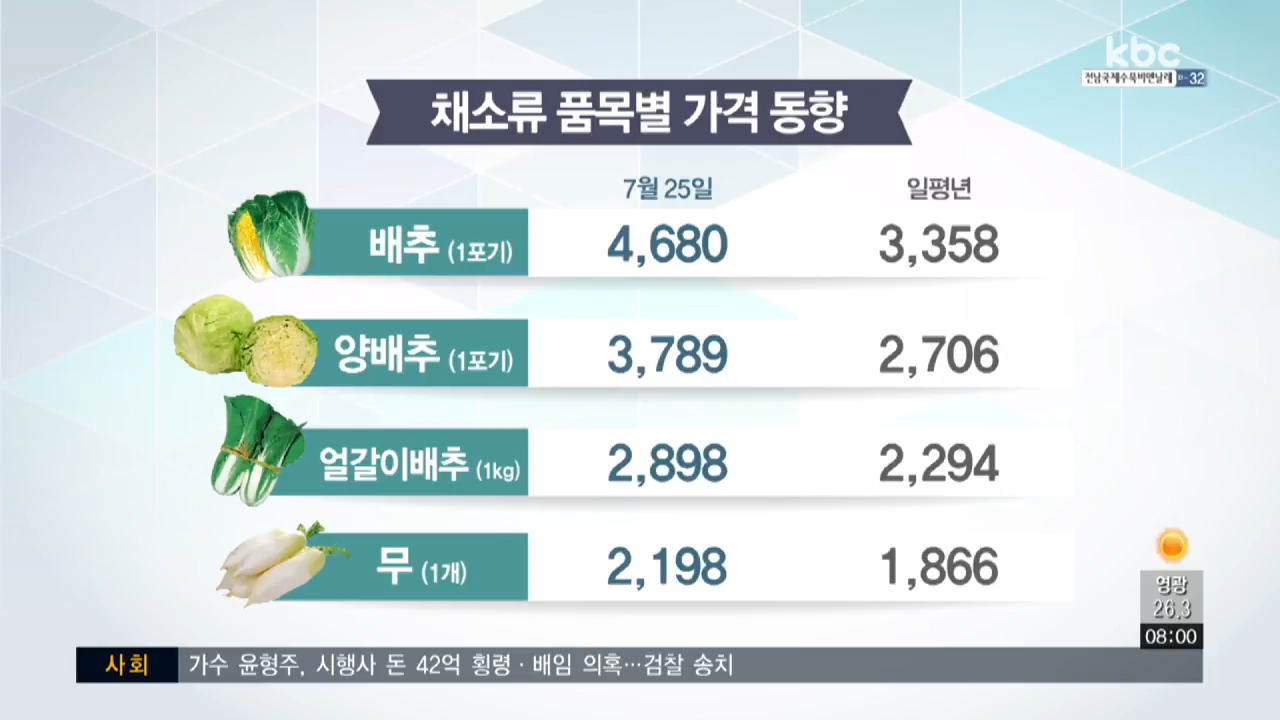 kbc
전남국제수묵비엔날레 D-32
채소류 품목별 가격 동향
7월 25일 일평년
배추 (1포기) 4,680 3,358
양배추 (1포기) 3,789 2,706
얼갈이배추 (1kg) 2,898 2,294
무 (1개) 2,198 1,866
영광
26.3
08:00
사회 가수 윤형주, 시행사 돈 42억 횡령·배임 의혹…검찰 송치